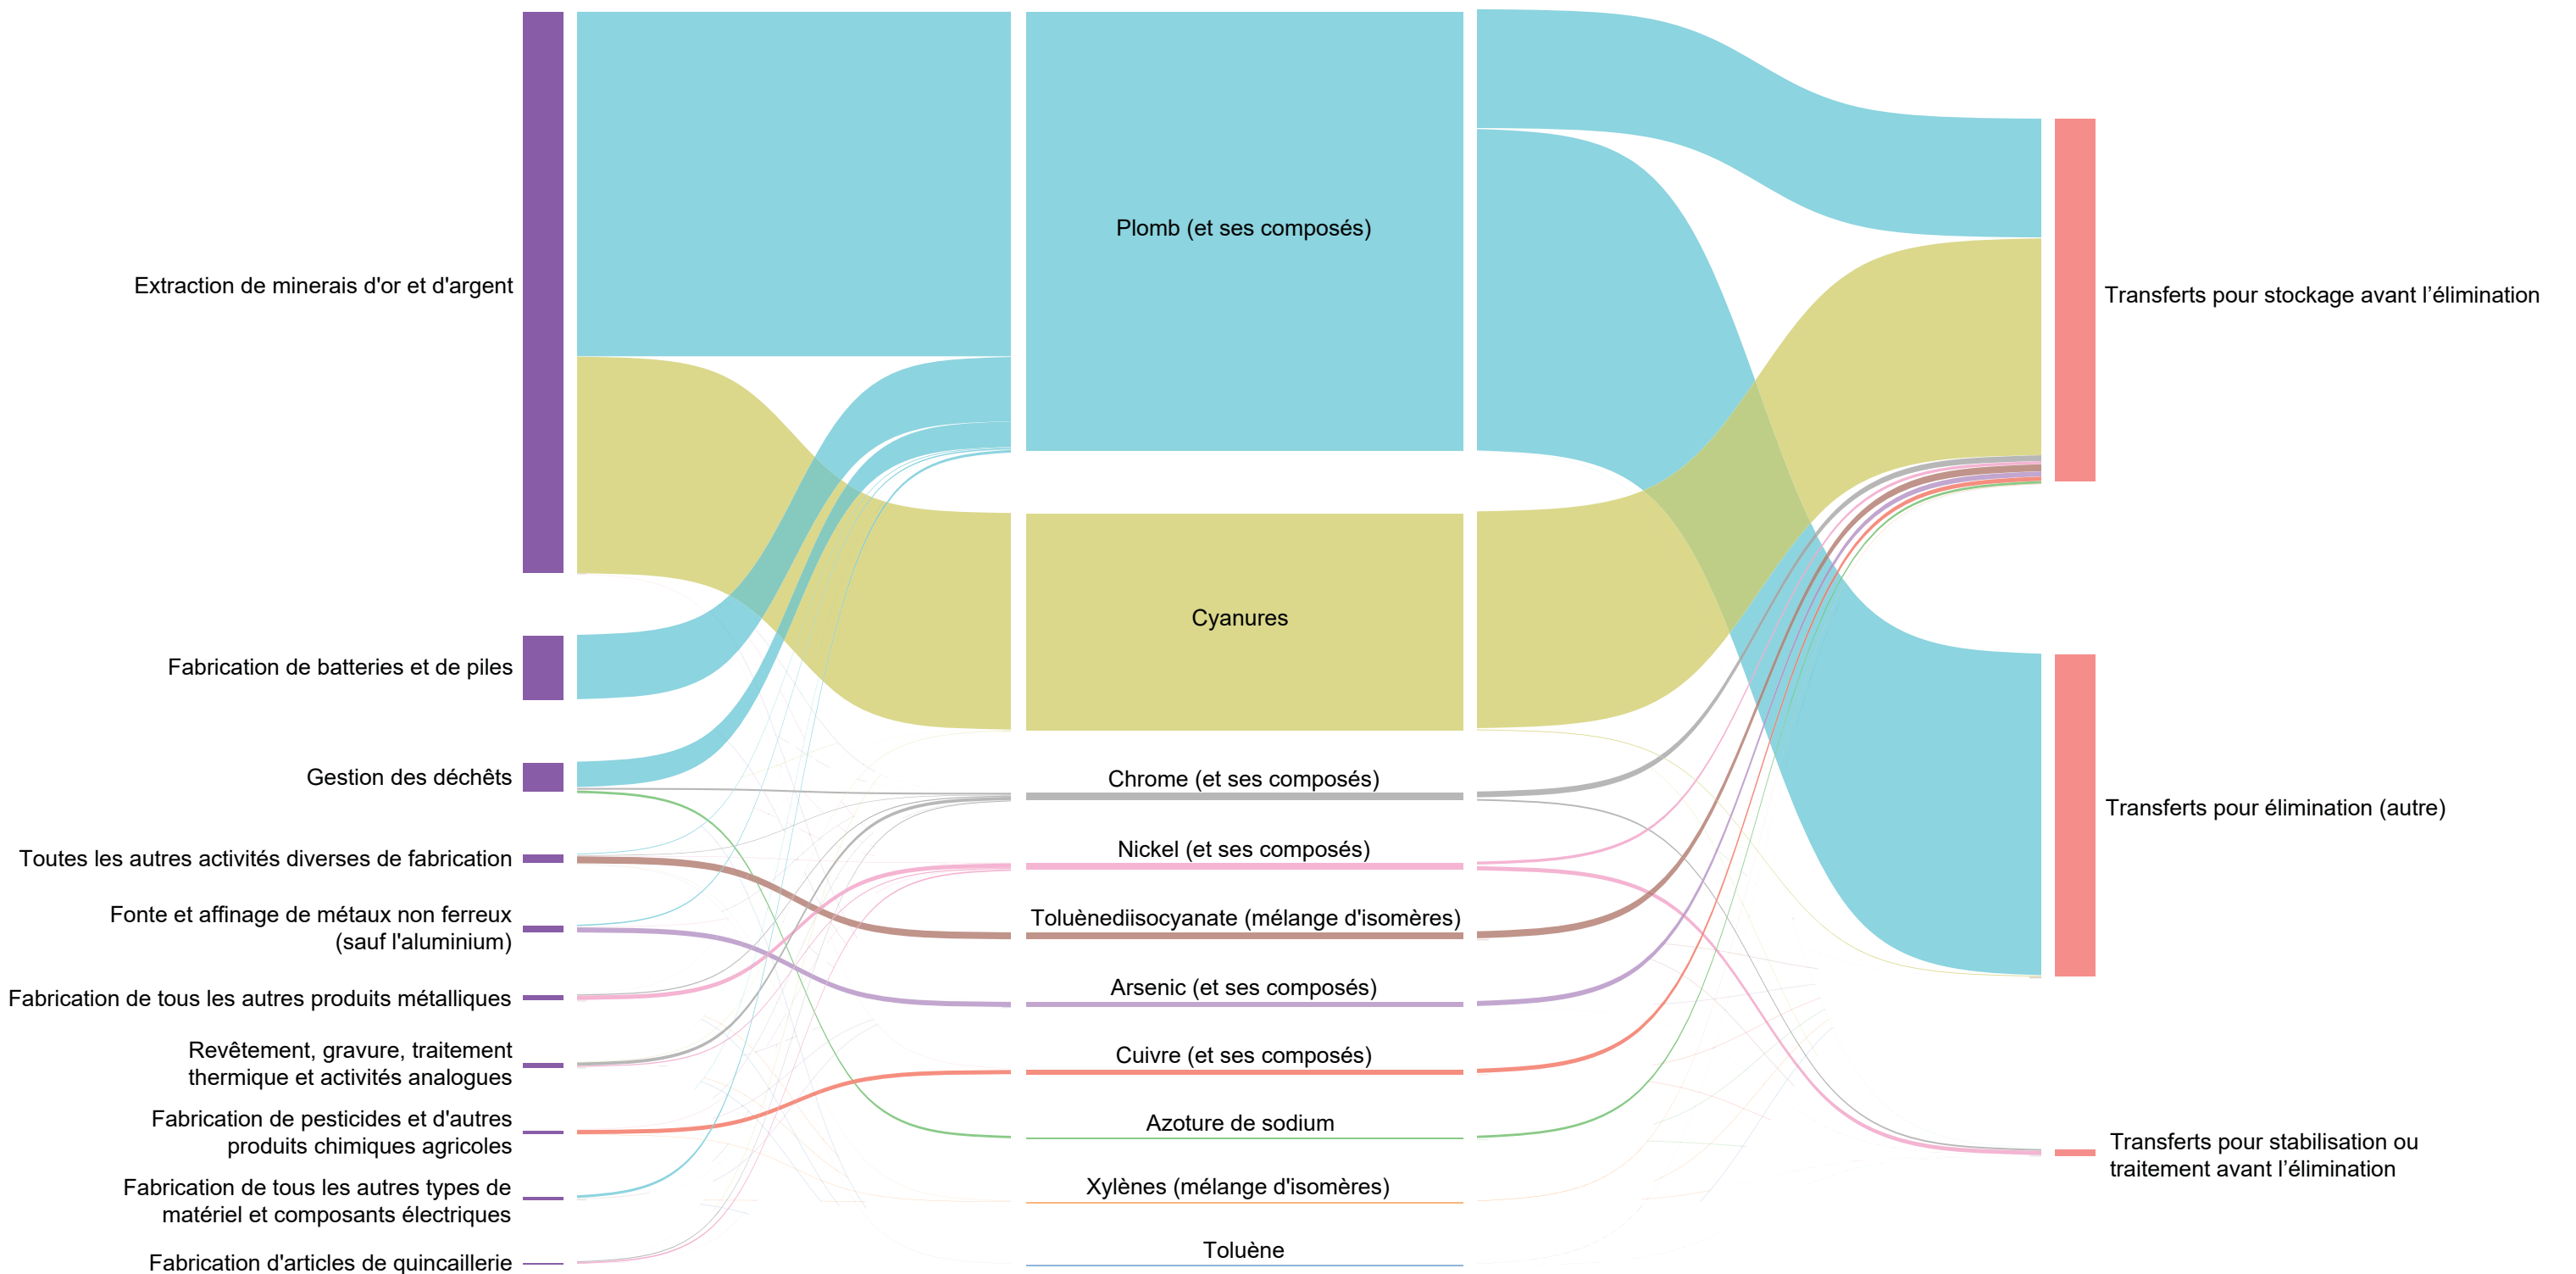 Extraction de minerais d'or et d'argent
Fabrication de batteries et de piles
Gestion des déchêts
Toutes les autres activités diverses de fabrication
Fonte et affinage de métaux non ferreux
(sauf l'aluminium)
Fabrication de tous les autres produits métalliques
Revêtement, gravure, traitement
thermique et activités analogues
Fabrication de pesticides et d'autres
produits chimiques agricoles
Fabrication de tous les autres types de
matériel et composants électriques
Fabrication d'articles de quincaillerie
Plomb (et ses composés)
Cyanures
Chrome (et ses composés)
Nickel (et ses composés)
Toluènediisocyanate (mélange d'isomères)
Arsenic (et ses composés)
Cuivre (et ses composés)
Azoture de sodium
Xylènes (mélange d'isomères)
Toluène
Transferts pour stockage avant l’élimination
Transferts pour élimination (autre)
Transferts pour stabilisation ou
traitement avant l’élimination